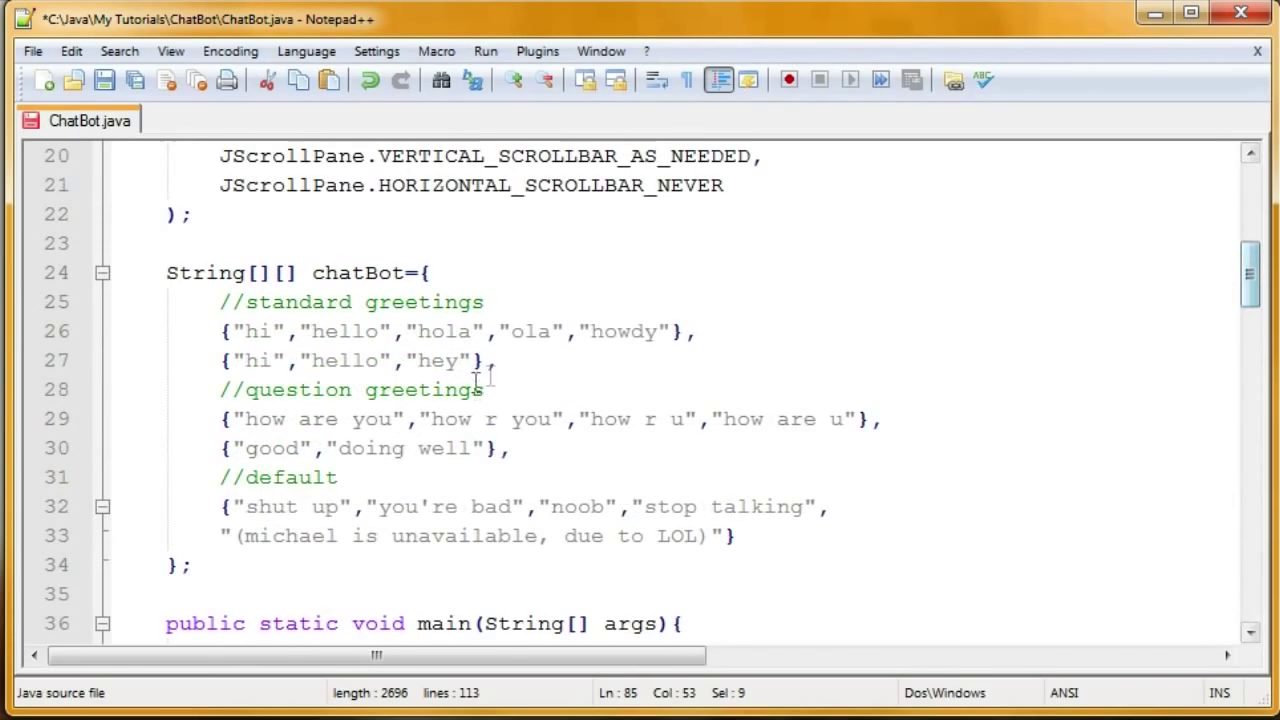 *C:\Java\My Tutorials\ChatBot\ChatBot.java - Notepad++
File Edit Search View Encoding Language Settings Macro Run Plugins Window ? X
ABC
ChatBot.java
20 JScrollPane.VERTICAL_SCROLLBAR_AS_NEEDED,
21 JScrollPane.HORIZONTAL_SCROLLBAR_NEVER
22 );
23
24 String[][] chatBot={
25 //standard greetings
26 {"hi","hello","hola","ola","howdy"},
27 {"hi","hello","hey"},
28 //question greetings
29 {"how are you","how r you","how r u","how are u"},
30 {"good","doing well"},
31 //default
32 {"shut up","you're bad","noob","stop talking",
33 "(michael is unavailable, due to LOL)"}
34 };
35
36 public static void main(String[] args){
Java source file length : 2696 lines : 113 Ln : 85 Col : 53 Sel : 9 Dos\Windows ANSI INS